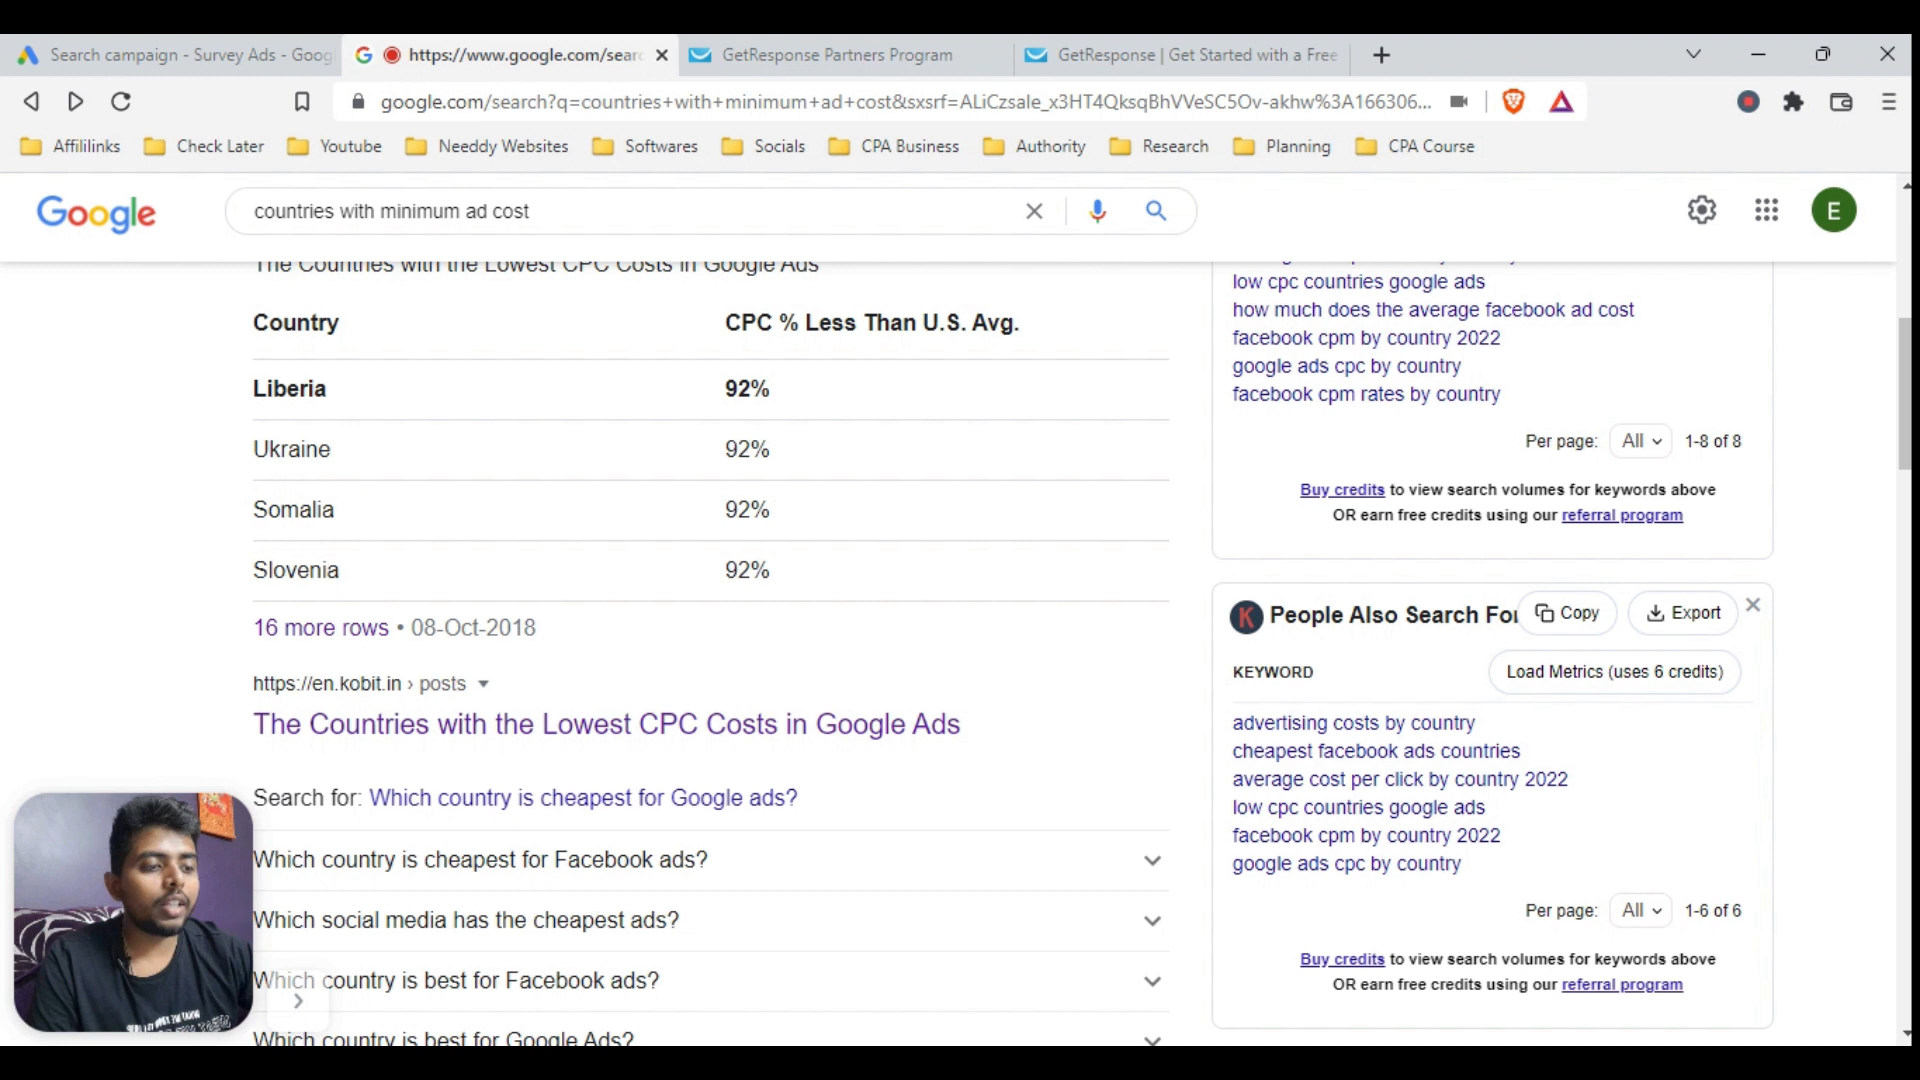 Search campaign - Survey Ads - Goog
https://www.google.com/sear
GetResponse Partners Program
GetResponse | Get Started with a Free
google.com/search?q=countries+with+minimum+ad+cost&sxsrf=ALiCzsale_x3HT4QksqBhVVeSC5Ov-akhw%3A166306...
Affililinks
Check Later
Youtube
Needdy Websites
Softwares
Socials
CPA Business
Authority
Research
Planning
CPA Course
Google
countries with minimum ad cost
E
The Countries with the Lowest CPC Costs in Google Ads
Country CPC % Less Than U.S. Avg.
Liberia 92%
Ukraine 92%
Somalia 92%
Slovenia 92%
16 more rows • 08-Oct-2018
https://en.kobit.in › posts
The Countries with the Lowest CPC Costs in Google Ads
Search for: Which country is cheapest for Google ads?
Which country is cheapest for Facebook ads?
Which social media has the cheapest ads?
Which country is best for Facebook ads?
Which country is best for Google Ads?
low cpc countries google ads
how much does the average facebook ad cost
facebook cpm by country 2022
google ads cpc by country
facebook cpm rates by country
Per page: All 1-8 of 8
Buy credits to view search volumes for keywords above
OR earn free credits using our referral program
K People Also Search For
Copy
Export
KEYWORD
Load Metrics (uses 6 credits)
advertising costs by country
cheapest facebook ads countries
average cost per click by country 2022
low cpc countries google ads
facebook cpm by country 2022
google ads cpc by country
Per page: All 1-6 of 6
Buy credits to view search volumes for keywords above
OR earn free credits using our referral program